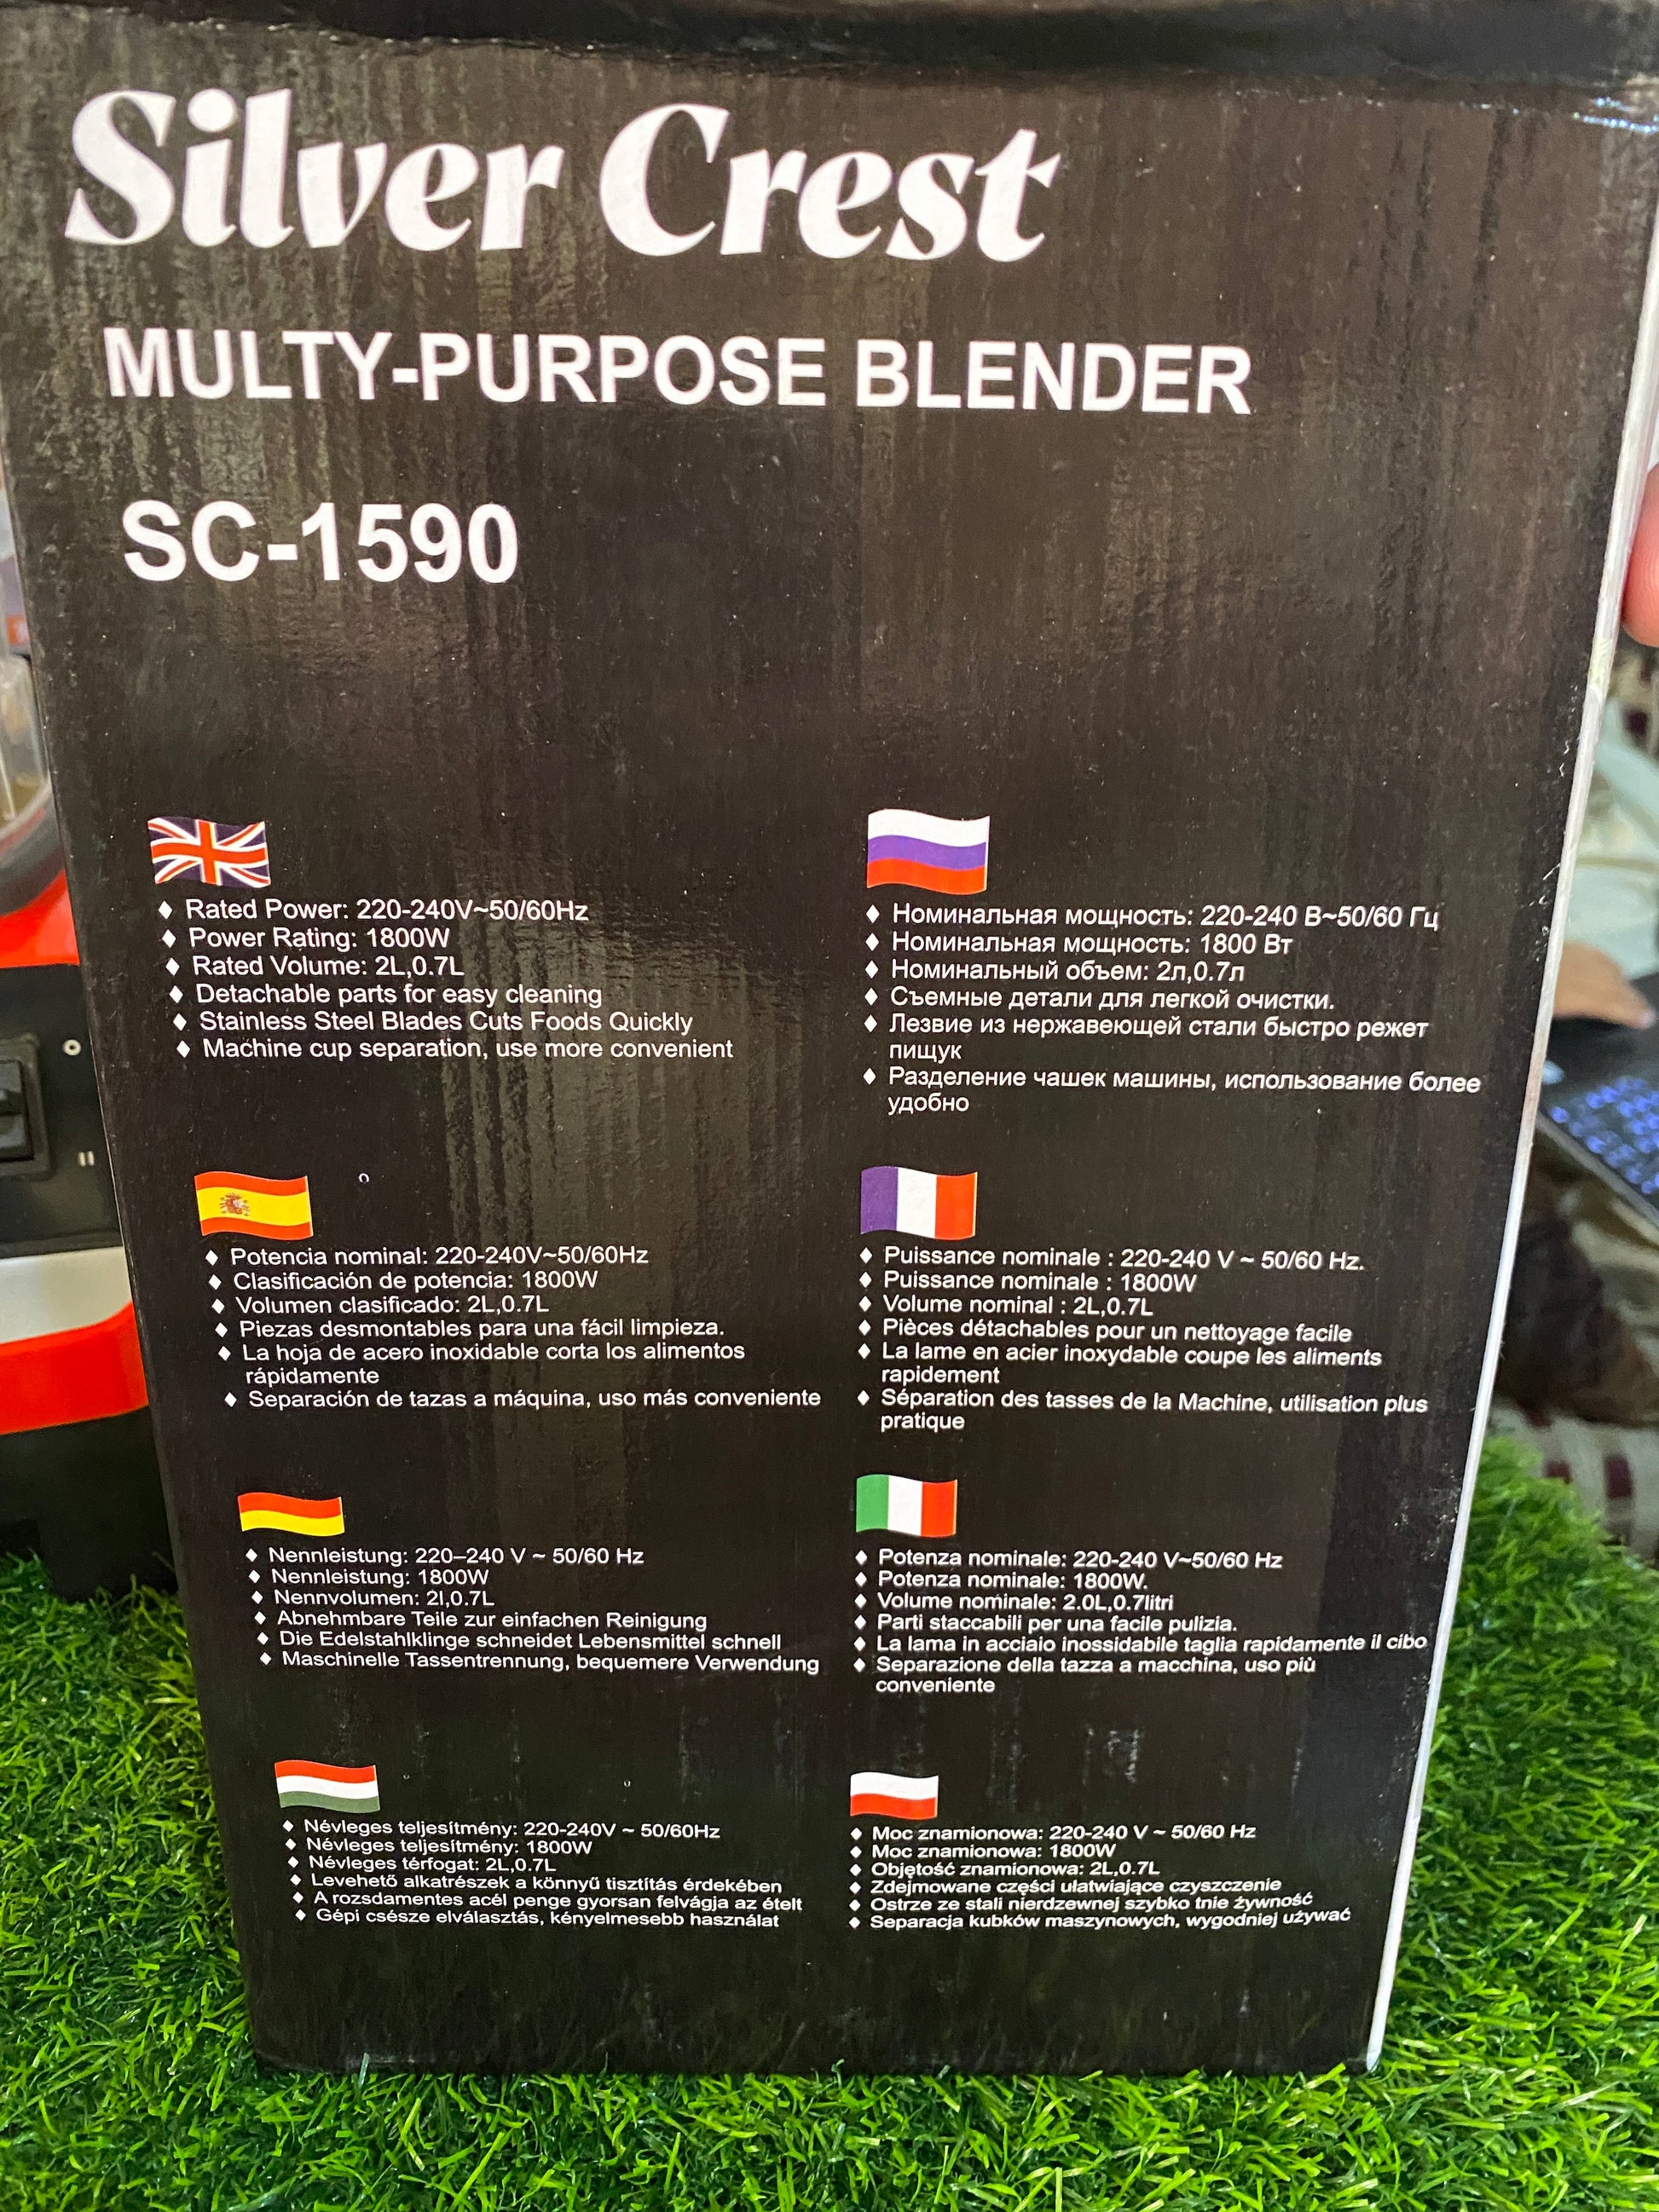 Silver Crest
MULTY-PURPOSE BLENDER
SC-1590
♦ Rated Power: 220-240V~50/60Hz
♦ Power Rating: 1800W
♦ Rated Volume: 2L,0.7L
♦ Detachable parts for easy cleaning
♦ Stainless Steel Blades Cuts Foods Quickly
♦ Machine cup separation, use more convenient
♦ Номинальная мощность: 220-240 В~50/60 Гц
♦ Номинальная мощность: 1800 Вт
♦ Номинальный объем: 2л,0.7л
♦ Съемные детали для легкой очистки.
♦ Лезвие из нержавеющей стали быстро режет
пищук
♦ Разделение чашек машины, использование более
удобно
♦ Potencia nominal: 220-240V~50/60Hz
♦ Clasificación de potencia: 1800W
♦ Volumen clasificado: 2L,0.7L
♦ Piezas desmontables para una fácil limpieza.
♦ La hoja de acero inoxidable corta los alimentos
rápidamente
♦ Separación de tazas a máquina, uso más conveniente
♦ Puissance nominale : 220-240 V ~ 50/60 Hz.
♦ Puissance nominale : 1800W
♦ Volume nominal : 2L,0.7L
♦ Pièces détachables pour un nettoyage facile
♦ La lame en acier inoxydable coupe les aliments
rapidement
♦ Séparation des tasses de la Machine, utilisation plus
pratique
♦ Nennleistung: 220–240 V ~ 50/60 Hz
♦ Nennleistung: 1800W
♦ Nennvolumen: 2l,0.7L
♦ Abnehmbare Teile zur einfachen Reinigung
♦ Die Edelstahlklinge schneidet Lebensmittel schnell
♦ Maschinelle Tassentrennung, bequemere Verwendung
♦ Potenza nominale: 220-240 V~50/60 Hz
♦ Potenza nominale: 1800W.
♦ Volume nominale: 2.0L,0.7litri
♦ Parti staccabili per una facile pulizia.
♦ La lama in acciaio inossidabile taglia rapidamente il cibo
♦ Separazione della tazza a macchina, uso più
conveniente
♦ Névleges teljesítmény: 220-240V ~ 50/60Hz
♦ Névleges teljesítmény: 1800W
♦ Névleges térfogat: 2L,0.7L
♦ Levehető alkatrészek a könnyű tisztítás érdekében
♦ A rozsdamentes acél penge gyorsan felvágja az ételt
♦ Gépi csésze elválasztás, kényelmesebb használat
♦ Moc znamionowa: 220-240 V ~ 50/60 Hz
♦ Moc znamionowa: 1800W
♦ Objętość znamionowa: 2L,0.7L
♦ Zdejmowane części ułatwiające czyszczenie
♦ Ostrze ze stali nierdzewnej szybko tnie żywność
♦ Separacja kubków maszynowych, wygodniej używać